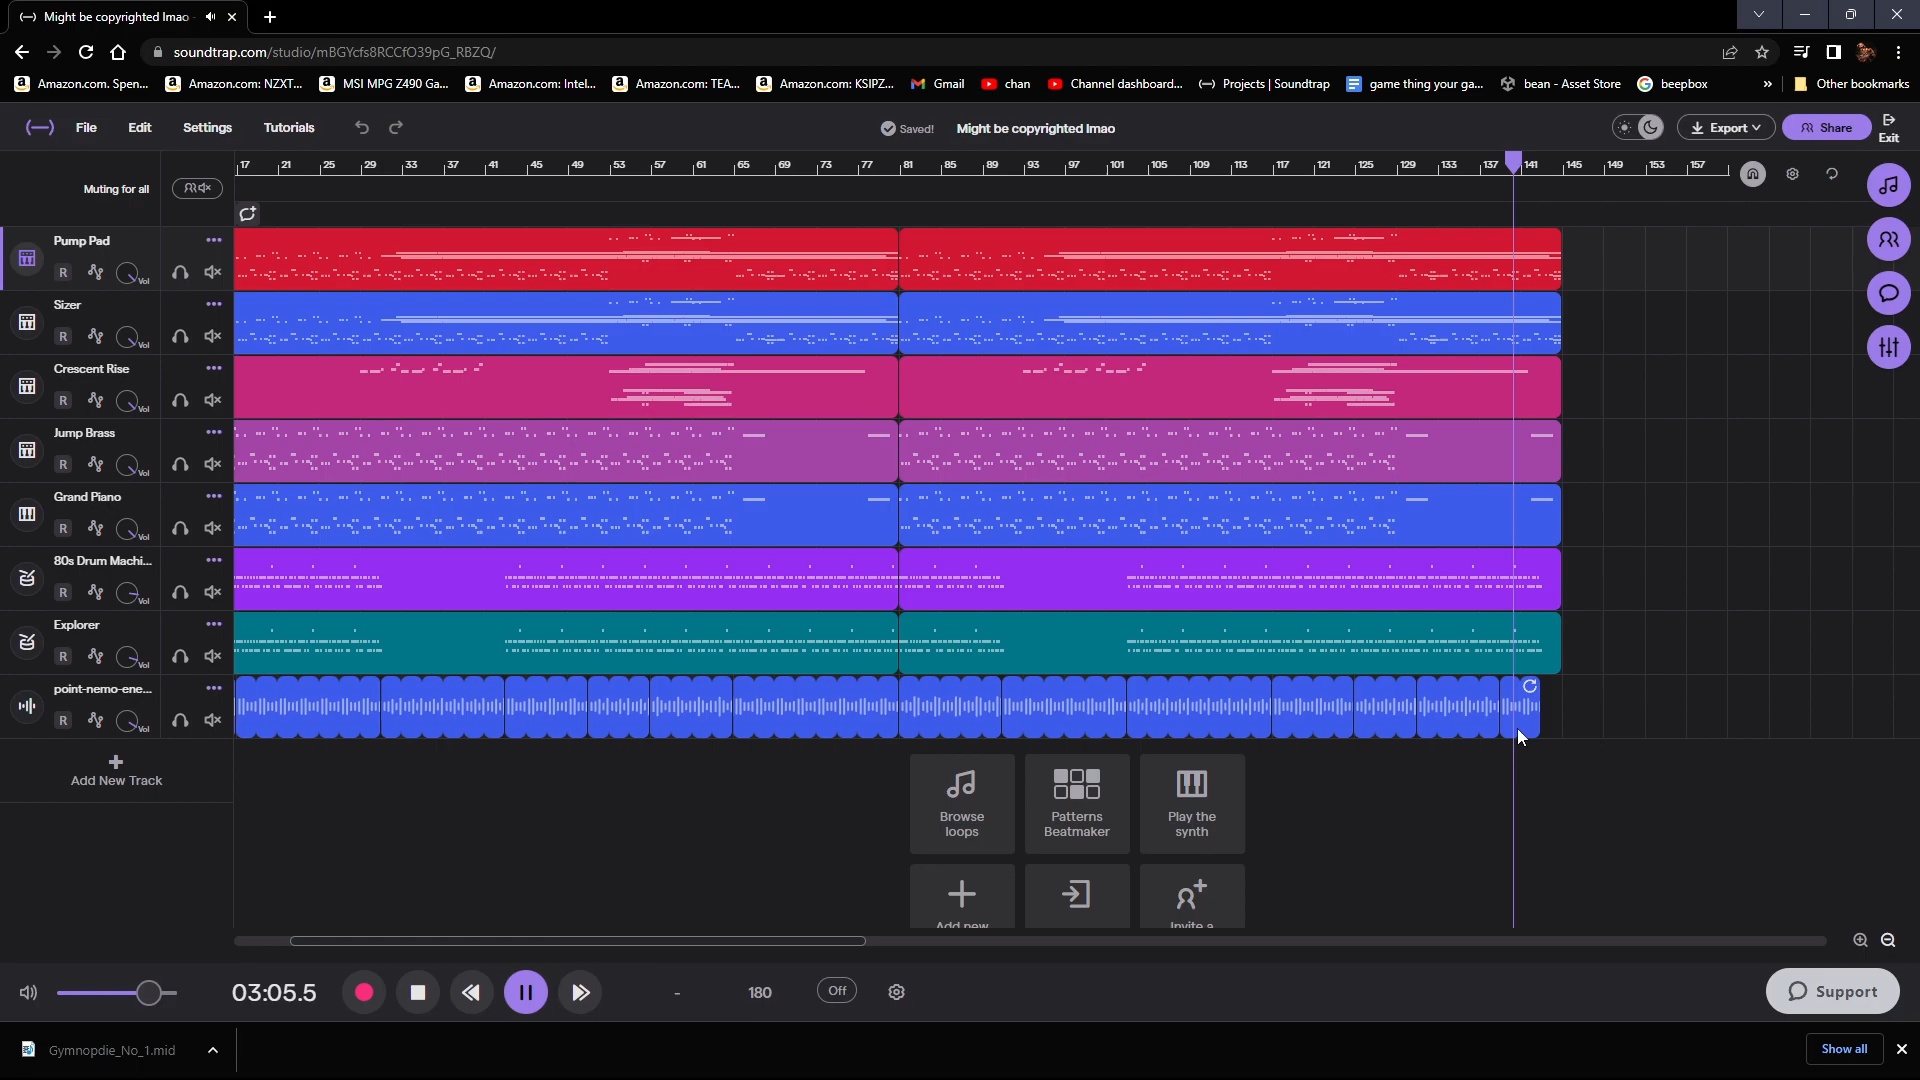 Might be copyrighted lmao
soundtrap.com/studio/mBGYcfs8RCCfO39pG_RBZQ/
Amazon.com. Spen...
Amazon.com: NZXT...
MSI MPG Z490 Ga...
Amazon.com: Intel...
Amazon.com: TEA...
Amazon.com: KSIPZ...
Gmail
chan
Channel dashboard...
Projects | Soundtrap
game thing your ga...
bean - Asset Store
beepbox
»
Other bookmarks
File
Edit
Settings
Tutorials
Saved!
Might be copyrighted lmao
Export
Share
Exit
Muting for all
17 21 25 29 33 37 41 45 49 53 57 61 65 69 73 77 81 85 89 93 97 101 105 109 113 117 121 125 129 133 137 141 145 149 153 157
Pump Pad
R
Vol
Sizer
R
Vol
Crescent Rise
R
Vol
Jump Brass
R
Vol
Grand Piano
R
Vol
80s Drum Machi...
R
Vol
Explorer
R
Vol
point-nemo-ene...
R
Vol
Add New Track
Browse
loops
Patterns
Beatmaker
Play the
synth
Add new
Invite a
03:05.5
-
180
Off
Support
Gymnopdie_No_1.mid
Show all